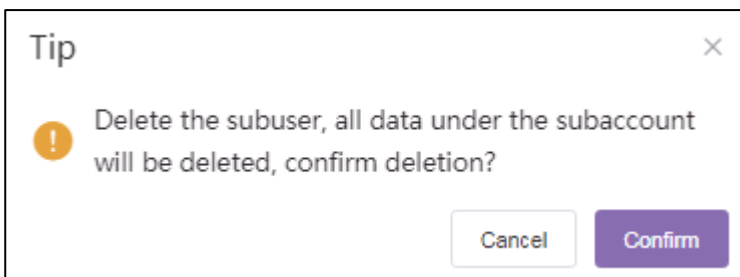 Tip
Delete the subuser, all data under the subaccount
will be deleted, confirm deletion?
Cancel
Confirm